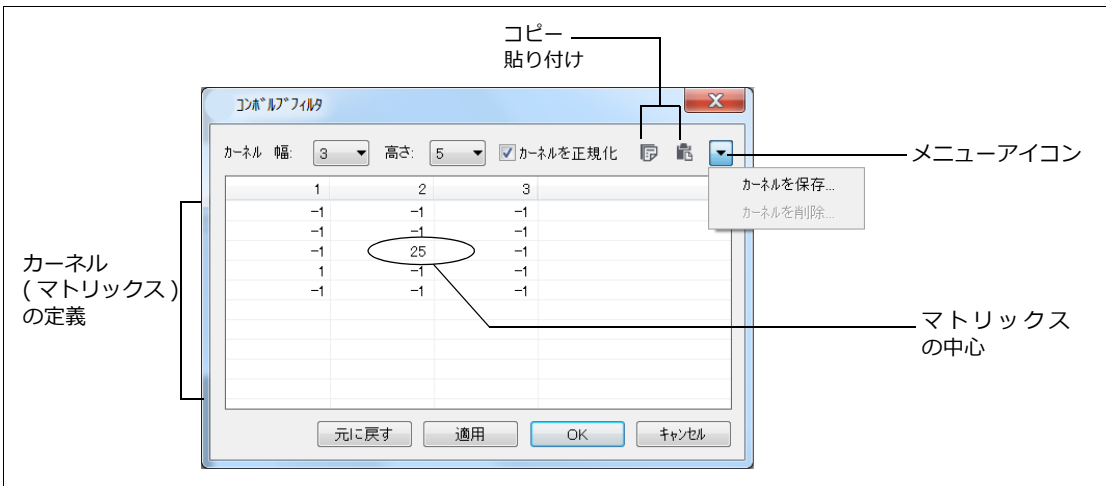 コピー
貼り付け
コンボルブフィルタ
X
カーネル 幅: 3 高さ: 5 カーネルを正規化
メニューアイコン
カーネルを保存...
カーネルを削除...
1 2 3
-1 -1 -1
-1 -1 -1
-1 25 -1
1 -1 -1
-1 -1 -1
カーネル
(マトリックス)
の定義
マトリックス
の中心
元に戻す 適用 OK キャンセル